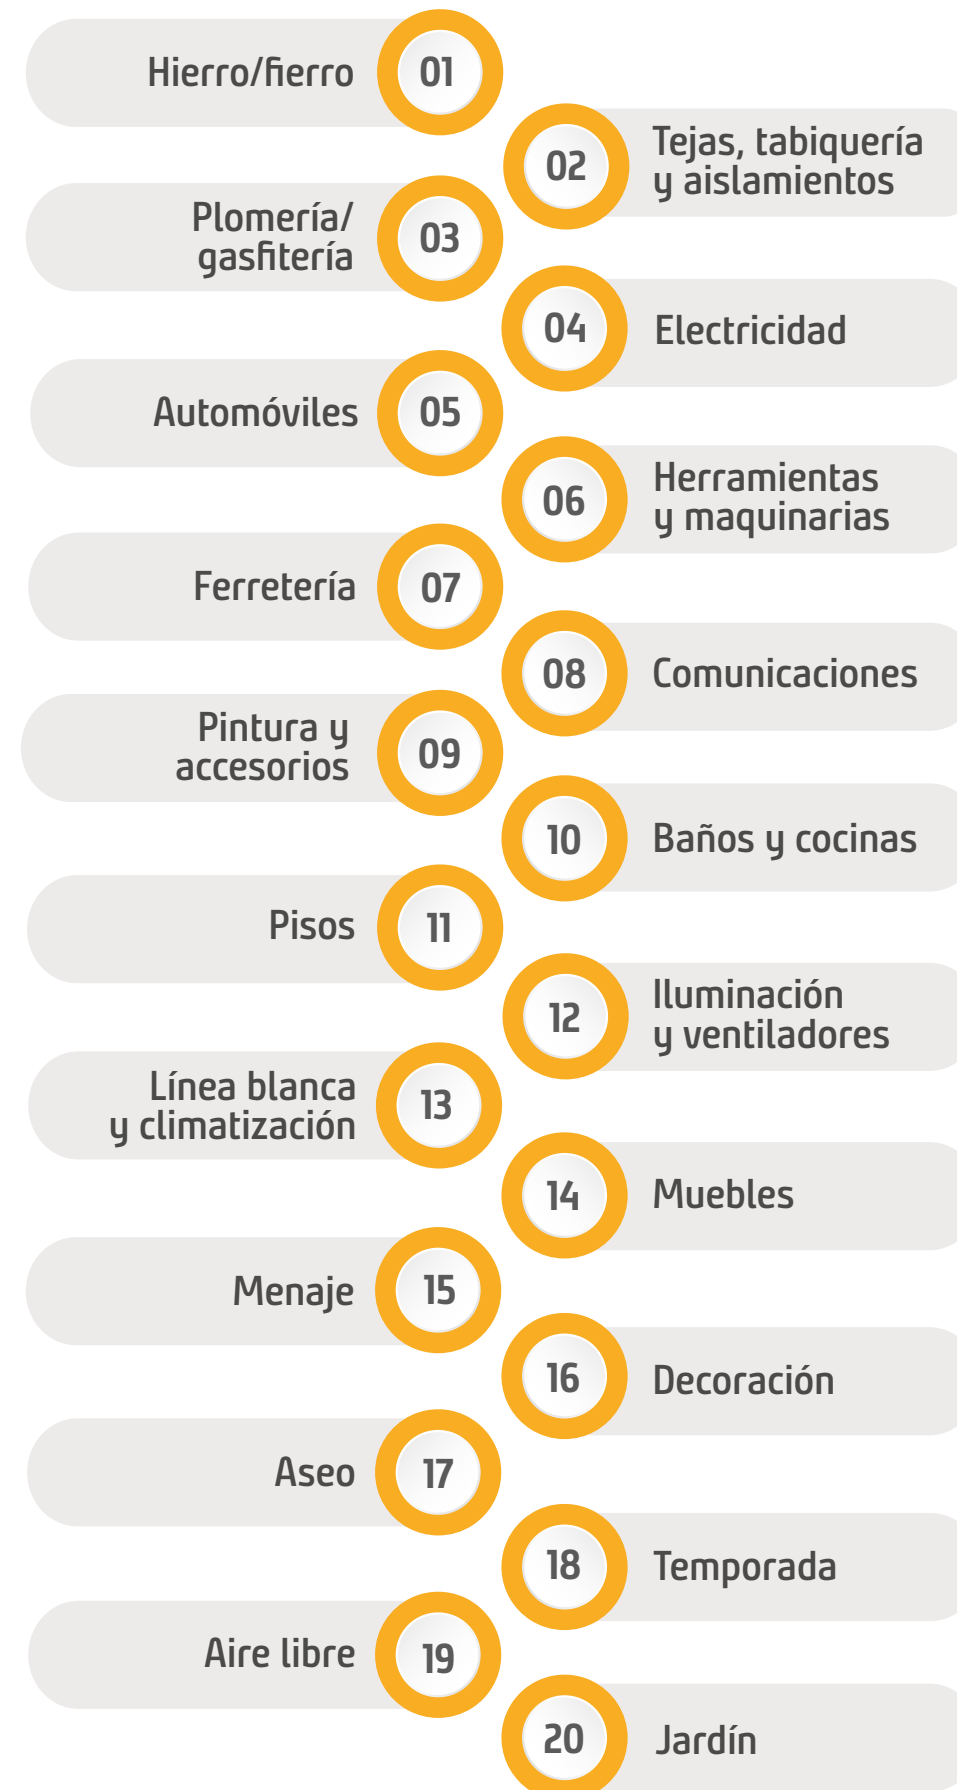 Hierro/fierro
01
02
Tejas, tabiquería
y aislamientos
Plomería/
gasfitería
03
04
Electricidad
Automóviles
05
06
Herramientas
y maquinarias
Ferretería
07
08
Comunicaciones
Pintura y
accesorios
09
10
Baños y cocinas
Pisos
11
12
Iluminación
y ventiladores
Línea blanca
y climatización
13
14
Muebles
Menaje
15
16
Decoración
Aseo
17
18
Temporada
Aire libre
19
20
Jardín